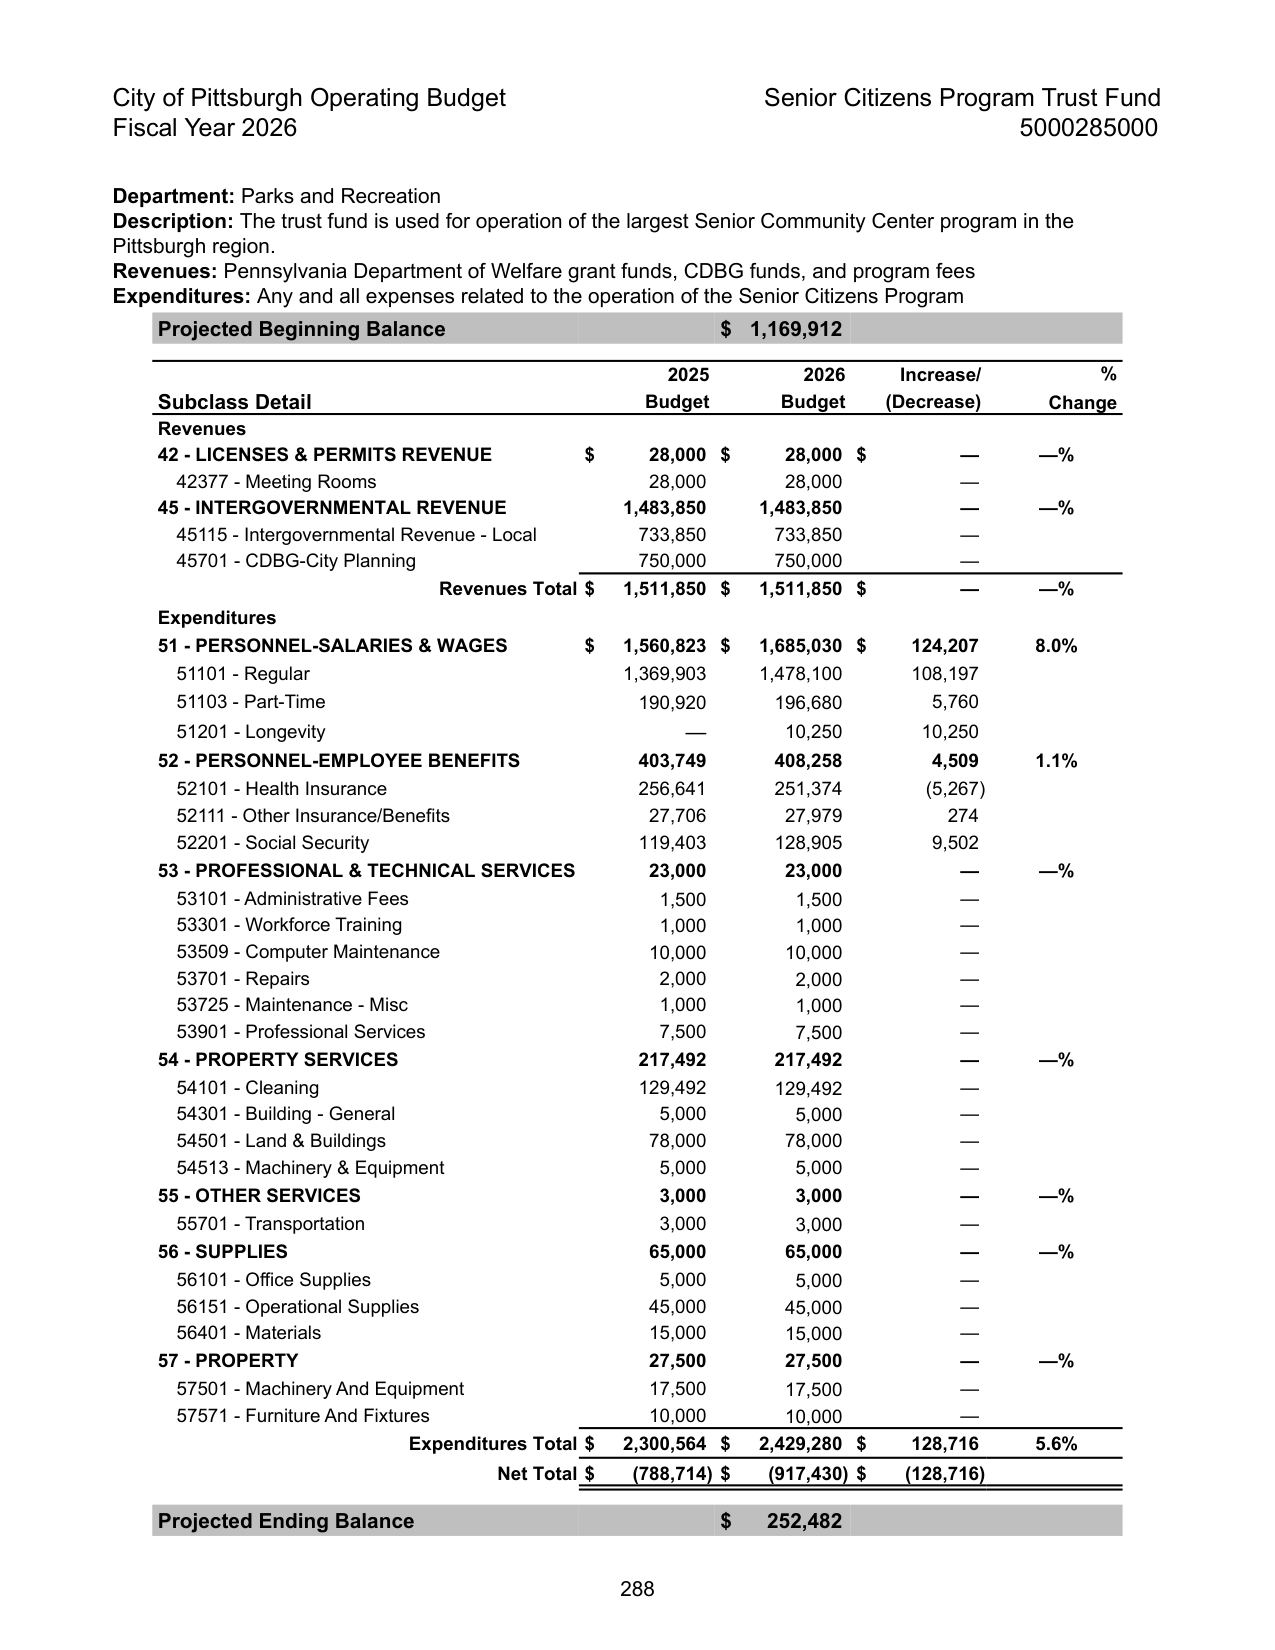 City of Pittsburgh Operating Budget Senior Citizens Program Trust Fund
Fiscal Year 2026 5000285000
Department: Parks and Recreation
Description: The trust fund is used for operation of the largest Senior Community Center program in the
Pittsburgh region.
Revenues: Pennsylvania Department of Welfare grant funds, CDBG funds, and program fees
Expenditures: Any and all expenses related to the operation of the Senior Citizens Program
Projected Beginning Balance $ 1,169,912
2025 2026 Increase/ %
Subclass Detail Budget Budget (Decrease) Change
Revenues
42 - LICENSES & PERMITS REVENUE $ 28,000 $ 28,000 $ — —%
42377 - Meeting Rooms 28,000 28,000 —
45 - INTERGOVERNMENTAL REVENUE 1,483,850 1,483,850 — —%
45115 - Intergovernmental Revenue - Local 733,850 733,850 —
45701 - CDBG-City Planning 750,000 750,000 —
Revenues Total $ 1,511,850 $ 1,511,850 $ — —%
Expenditures
51 - PERSONNEL-SALARIES & WAGES $ 1,560,823 $ 1,685,030 $ 124,207 8.0%
51101 - Regular 1,369,903 1,478,100 108,197
51103 - Part-Time 190,920 196,680 5,760
51201 - Longevity — 10,250 10,250
52 - PERSONNEL-EMPLOYEE BENEFITS 403,749 408,258 4,509 1.1%
52101 - Health Insurance 256,641 251,374 (5,267)
52111 - Other Insurance/Benefits 27,706 27,979 274
52201 - Social Security 119,403 128,905 9,502
53 - PROFESSIONAL & TECHNICAL SERVICES 23,000 23,000 — —%
53101 - Administrative Fees 1,500 1,500 —
53301 - Workforce Training 1,000 1,000 —
53509 - Computer Maintenance 10,000 10,000 —
53701 - Repairs 2,000 2,000 —
53725 - Maintenance - Misc 1,000 1,000 —
53901 - Professional Services 7,500 7,500 —
54 - PROPERTY SERVICES 217,492 217,492 — —%
54101 - Cleaning 129,492 129,492 —
54301 - Building - General 5,000 5,000 —
54501 - Land & Buildings 78,000 78,000 —
54513 - Machinery & Equipment 5,000 5,000 —
55 - OTHER SERVICES 3,000 3,000 — —%
55701 - Transportation 3,000 3,000 —
56 - SUPPLIES 65,000 65,000 — —%
56101 - Office Supplies 5,000 5,000 —
56151 - Operational Supplies 45,000 45,000 —
56401 - Materials 15,000 15,000 —
57 - PROPERTY 27,500 27,500 — —%
57501 - Machinery And Equipment 17,500 17,500 —
57571 - Furniture And Fixtures 10,000 10,000 —
Expenditures Total $ 2,300,564 $ 2,429,280 $ 128,716 5.6%
Net Total $ (788,714) $ (917,430) $ (128,716)
Projected Ending Balance $ 252,482
288